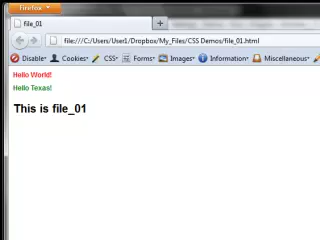 Firefox
file_01
file:///C:/Users/User1/Dropbox/My_Files/CSS Demos/file_01.html
Disable Cookies CSS Forms Images Information Miscellaneous
Hello World!
Hello Texas!
This is file_01